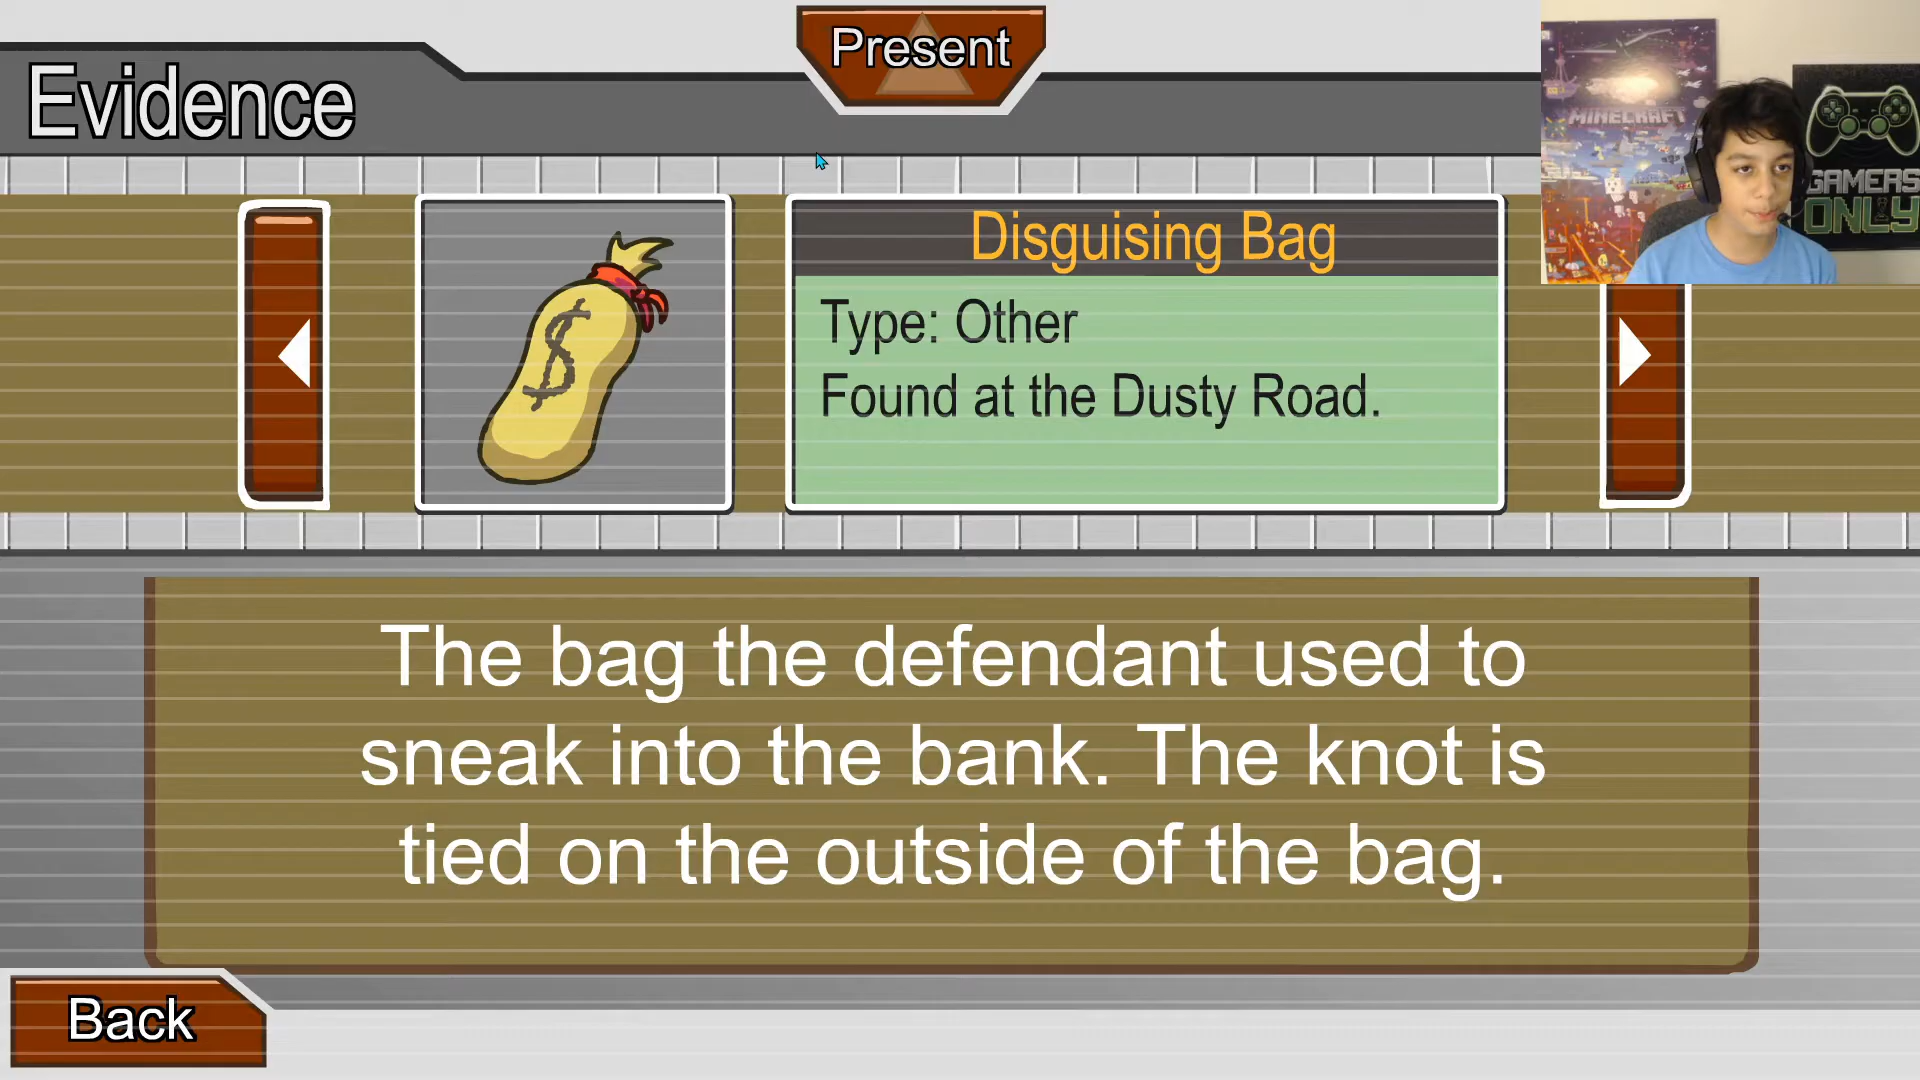 Present
Evidence
MINECRAFT
GAMERS
ONLY
Disguising Bag
Type: Other
Found at the Dusty Road.
The bag the defendant used to
sneak into the bank. The knot is
tied on the outside of the bag.
Back